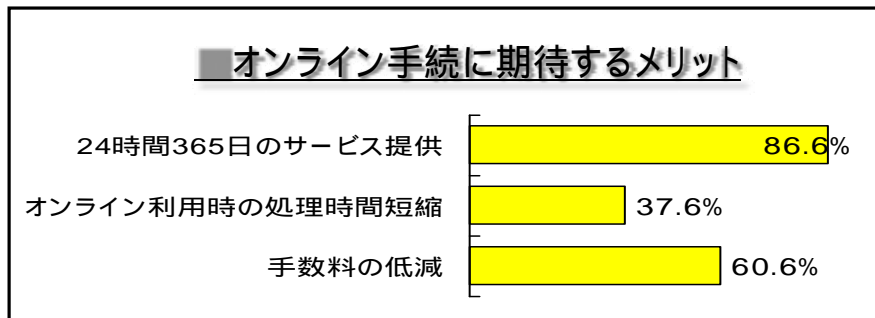 ■オンライン手続に期待するメリット
24時間365日のサービス提供 86.6%
オンライン利用時の処理時間短縮 37.6%
手数料の低減 60.6%